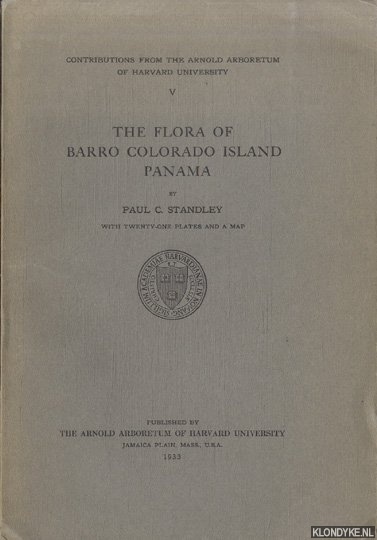 CONTRIBUTIONS FROM THE ARNOLD ARBORETUM
OF HARVARD UNIVERSITY
V
THE FLORA OF
BARRO COLORADO ISLAND
PANAMA
BY
PAUL C. STANDLEY
WITH TWENTY-ONE PLATES AND A MAP
PUBLISHED BY
THE ARNOLD ARBORETUM OF HARVARD UNIVERSITY
JAMAICA PLAIN, MASS., U.S.A.
1933
KLONDYKE.NL